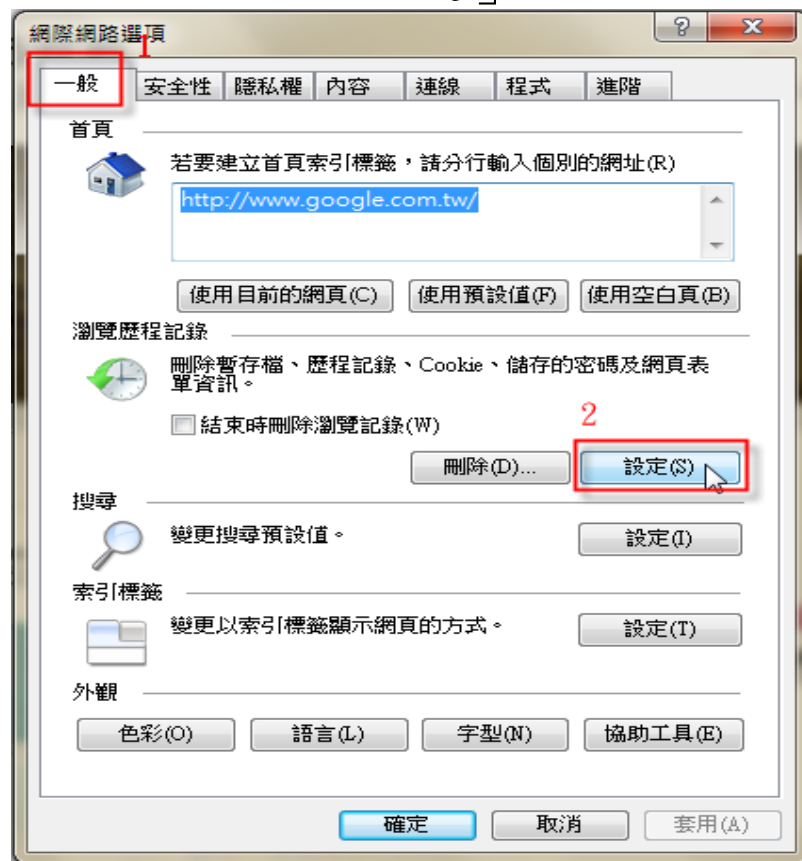 網際網路選項
1
一般 安全性 隱私權 內容 連線 程式 進階
首頁
若要建立首頁索引標籤，請分行輸入個別的網址(R)
http://www.google.com.tw/
使用目前的網頁(C) 使用預設值(F) 使用空白頁(B)
瀏覽歷程記錄
刪除暫存檔、歷程記錄、Cookie、儲存的密碼及網頁表
單資訊。
結束時刪除瀏覽記錄(W)
2
刪除(D)... 設定(S)
搜尋
變更搜尋預設值。
設定(I)
索引標籤
變更以索引標籤顯示網頁的方式。
設定(T)
外觀
色彩(O) 語言(L) 字型(N) 協助工具(E)
確定 取消 套用(A)